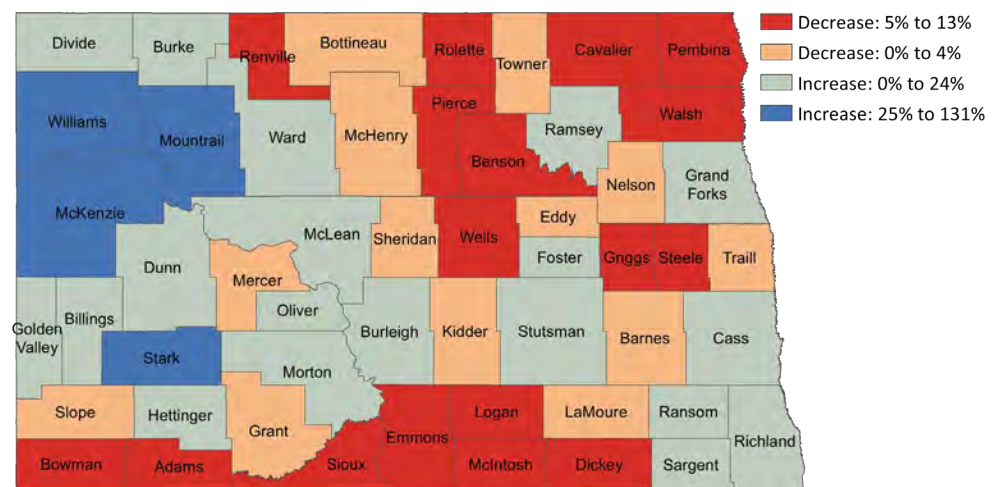 Divide
Burke
Renville
Bottineau
Rolette
Towner
Cavalier
Pembina
Decrease: 5% to 13%
Decrease: 0% to 4%
Increase: 0% to 24%
Increase: 25% to 131%
Williams
Mountrail
Ward
McHenry
Pierce
Benson
Ramsey
Walsh
Nelson
Grand
Forks
McKenzie
Dunn
McLean
Sheridan
Wells
Eddy
Foster
Griggs
Steele
Traill
Mercer
Oliver
Golden
Valley
Billings
Stark
Morton
Burleigh
Kidder
Stutsman
Barnes
Cass
Slope
Hettinger
Grant
Emmons
Logan
LaMoure
Ransom
Richland
Bowman
Adams
Sioux
McIntosh
Dickey
Sargent